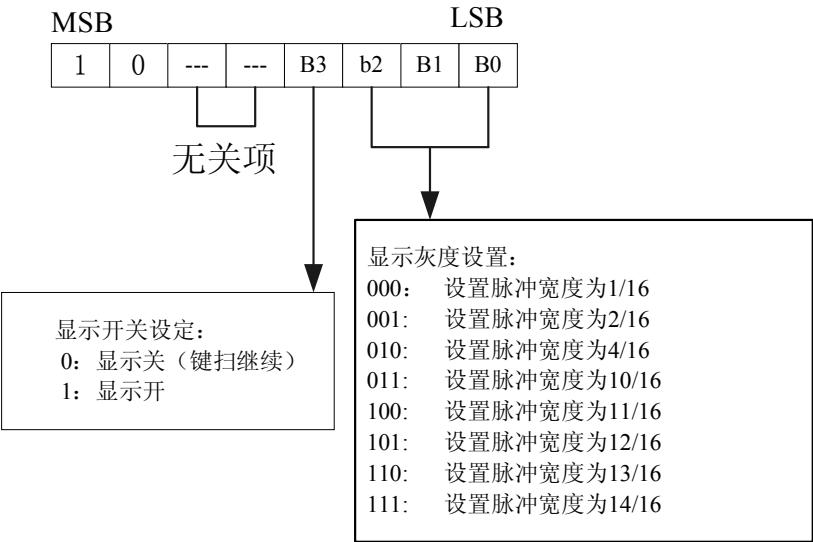 MSB LSB
1 0 --- --- B3 b2 B1 B0
无关项
显示灰度设置:
000: 设置脉冲宽度为1/16
001: 设置脉冲宽度为2/16
010: 设置脉冲宽度为4/16
011: 设置脉冲宽度为10/16
100: 设置脉冲宽度为11/16
101: 设置脉冲宽度为12/16
110: 设置脉冲宽度为13/16
111: 设置脉冲宽度为14/16
显示开关设定:
0: 显示关（键扫继续）
1: 显示开